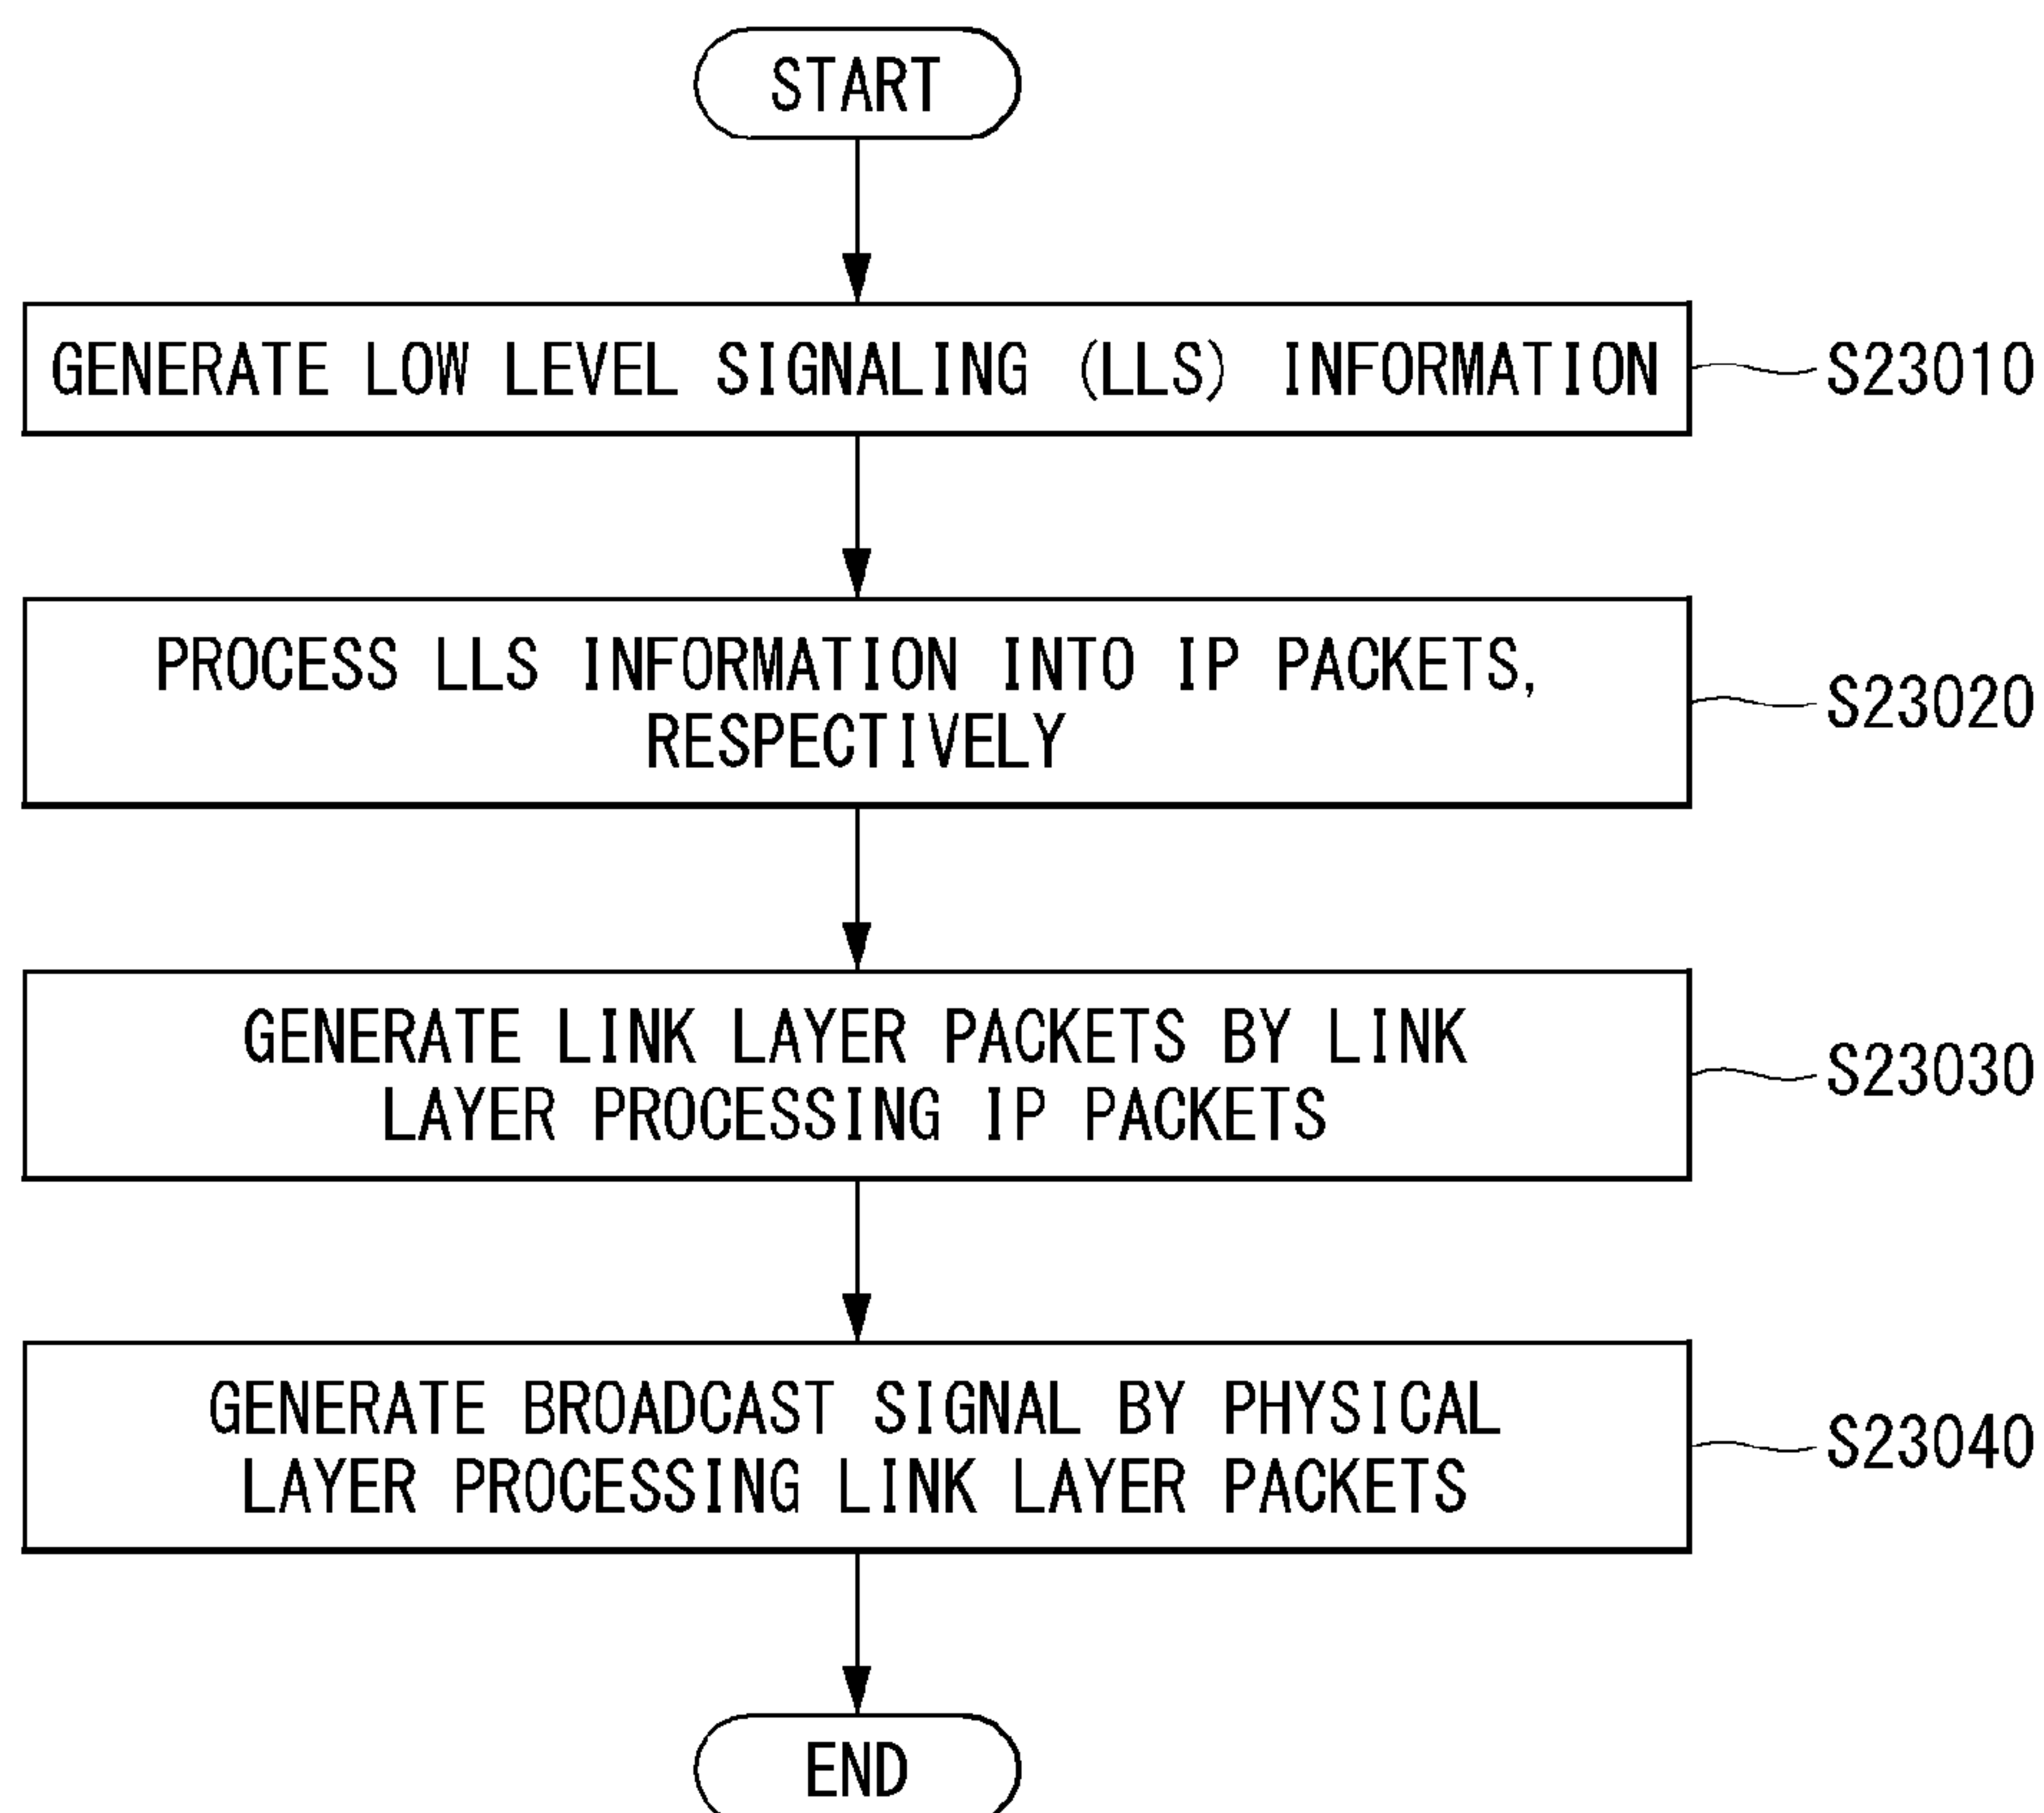 START
GENERATE LOW LEVEL SIGNALING (LLS) INFORMATION
S23010
PROCESS LLS INFORMATION INTO IP PACKETS,
RESPECTIVELY
S23020
GENERATE LINK LAYER PACKETS BY LINK
LAYER PROCESSING IP PACKETS
S23030
GENERATE BROADCAST SIGNAL BY PHYSICAL
LAYER PROCESSING LINK LAYER PACKETS
S23040
END